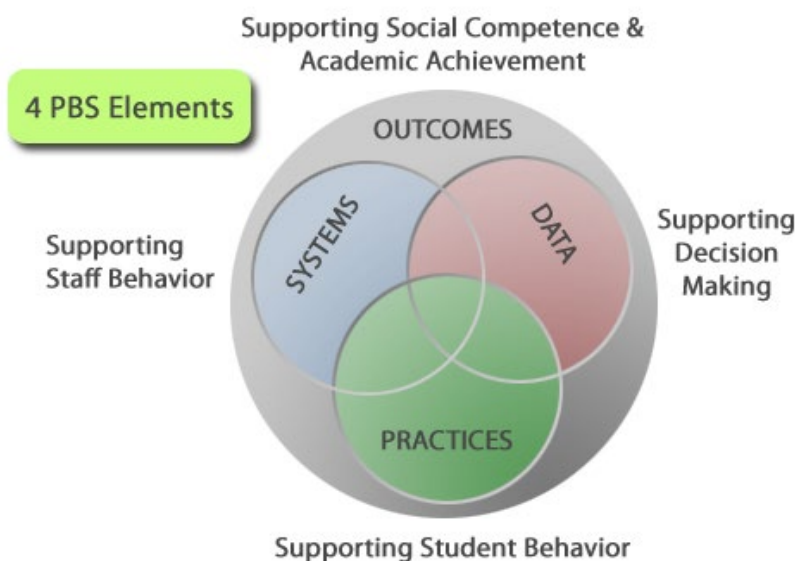 Supporting Social Competence &
Academic Achievement
4 PBS Elements
OUTCOMES
SYSTEMS
DATA
Supporting
Staff Behavior
Supporting
Decision
Making
PRACTICES
Supporting Student Behavior